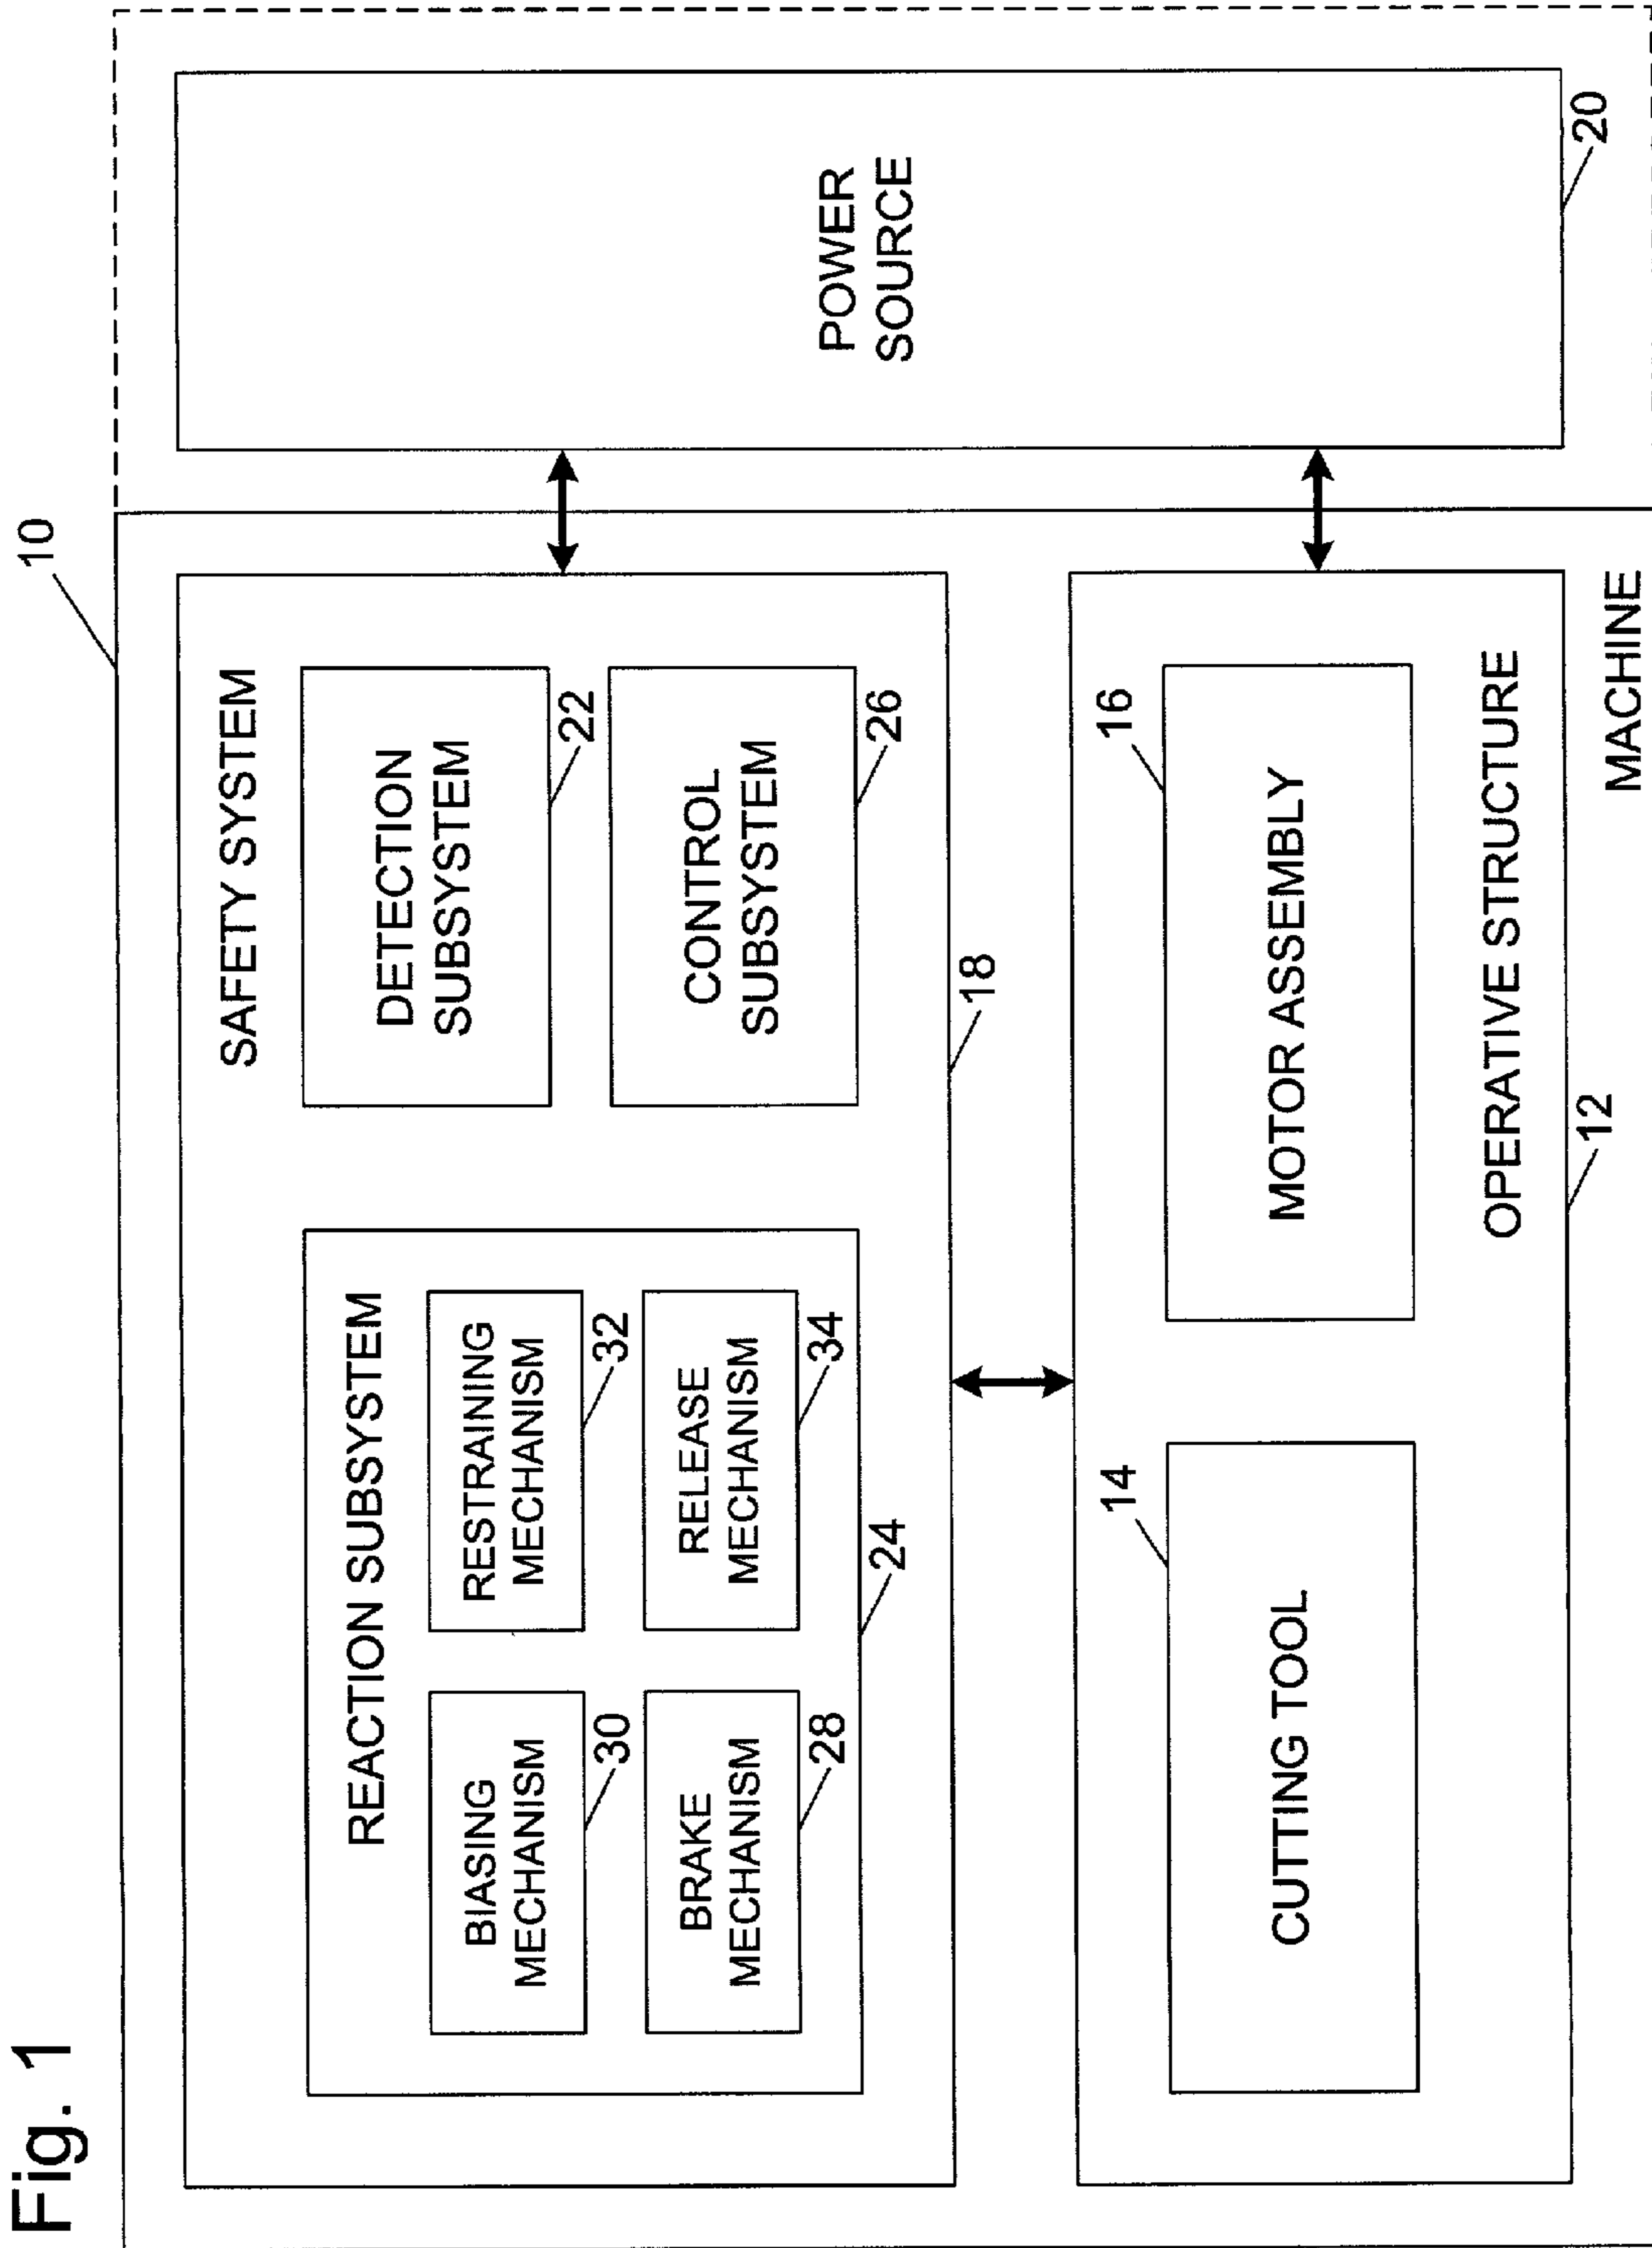 Fig. 1
10
SAFETY SYSTEM
REACTION SUBSYSTEM
BIASING
MECHANISM
30
RESTRAINING
MECHANISM
32
BRAKE
MECHANISM
28
RELEASE
MECHANISM
34
24
DETECTION
SUBSYSTEM
22
CONTROL
SUBSYSTEM
26
18
POWER
SOURCE
20
14
CUTTING TOOL
16
MOTOR ASSEMBLY
OPERATIVE STRUCTURE
12
MACHINE